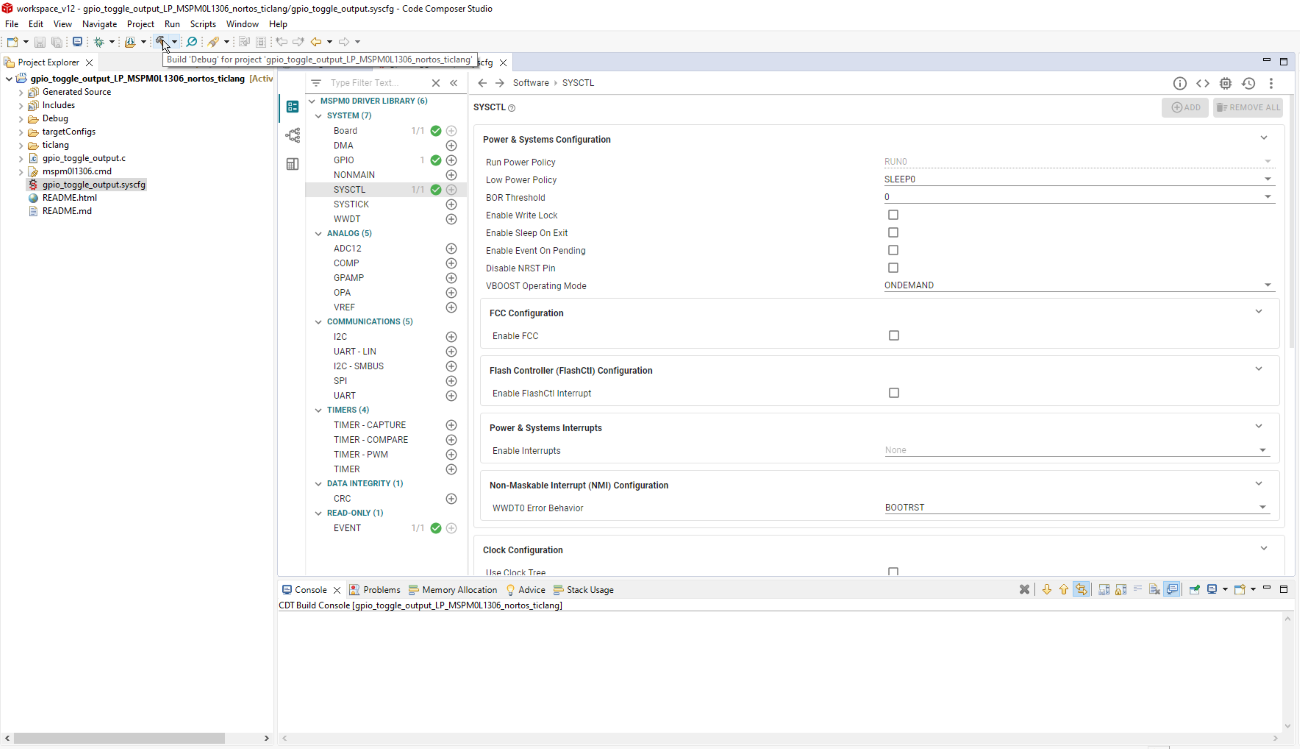 workspace_v12 - gpio_toggle_output_LP_MSPM0L1306_nortos_ticlang/gpio_toggle_output.syscfg - Code Composer Studio
File Edit View Navigate Project Run Scripts Window Help
Build 'Debug' for project 'gpio_toggle_output_LP_MSPM0L1306_nortos_ticlang'
Project Explorer
gpio_toggle_output_LP_MSPM0L1306_nortos_ticlang [Activ
Generated Source
Includes
Debug
targetConfigs
ticlang
gpio_toggle_output.c
mspm0l1306.cmd
gpio_toggle_output.syscfg
README.html
README.md
scfg
Type Filter Text...
MSPM0 DRIVER LIBRARY (6)
SYSTEM (7)
Board 1/1
DMA
GPIO 1
NONMAIN
SYSCTL 1/1
SYSTICK
WWDT
ANALOG (5)
ADC12
COMP
GPAMP
OPA
VREF
COMMUNICATIONS (5)
I2C
UART - LIN
I2C - SMBUS
SPI
UART
TIMERS (4)
TIMER - CAPTURE
TIMER - COMPARE
TIMER - PWM
TIMER
DATA INTEGRITY (1)
CRC
READ-ONLY (1)
EVENT 1/1
Software > SYSCTL
SYSCTL
ADD
REMOVE ALL
Power & Systems Configuration
Run Power Policy RUN0
Low Power Policy SLEEP0
BOR Threshold 0
Enable Write Lock
Enable Sleep On Exit
Enable Event On Pending
Disable NRST Pin
VBOOST Operating Mode ONDEMAND
FCC Configuration
Enable FCC
Flash Controller (FlashCtl) Configuration
Enable FlashCtl Interrupt
Power & Systems Interrupts
Enable Interrupts None
Non-Maskable Interrupt (NMI) Configuration
WWDT0 Error Behavior BOOTRST
Clock Configuration
Use Clock Tree
Console Problems Memory Allocation Advice Stack Usage
CDT Build Console [gpio_toggle_output_LP_MSPM0L1306_nortos_ticlang]